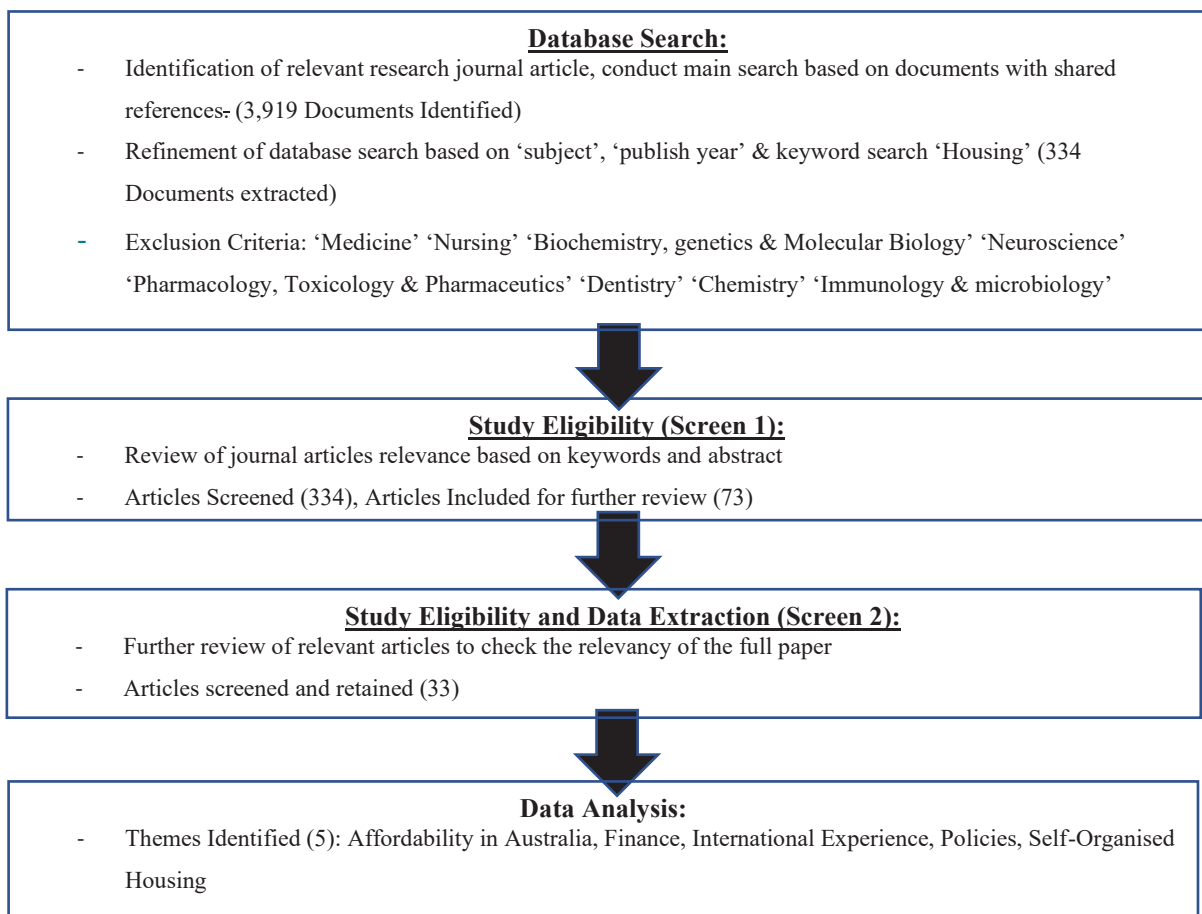 Database Search:
- Identification of relevant research journal article, conduct main search based on documents with shared
references. (3,919 Documents Identified)
- Refinement of database search based on ‘subject’, ‘publish year’ & keyword search ‘Housing’ (334
Documents extracted)
- Exclusion Criteria: ‘Medicine’ ‘Nursing’ ‘Biochemistry, genetics & Molecular Biology’ ‘Neuroscience’
‘Pharmacology, Toxicology & Pharmaceutics’ ‘Dentistry’ ‘Chemistry’ ‘Immunology & microbiology’
Study Eligibility (Screen 1):
- Review of journal articles relevance based on keywords and abstract
- Articles Screened (334), Articles Included for further review (73)
Study Eligibility and Data Extraction (Screen 2):
- Further review of relevant articles to check the relevancy of the full paper
- Articles screened and retained (33)
Data Analysis:
- Themes Identified (5): Affordability in Australia, Finance, International Experience, Policies, Self-Organised
Housing